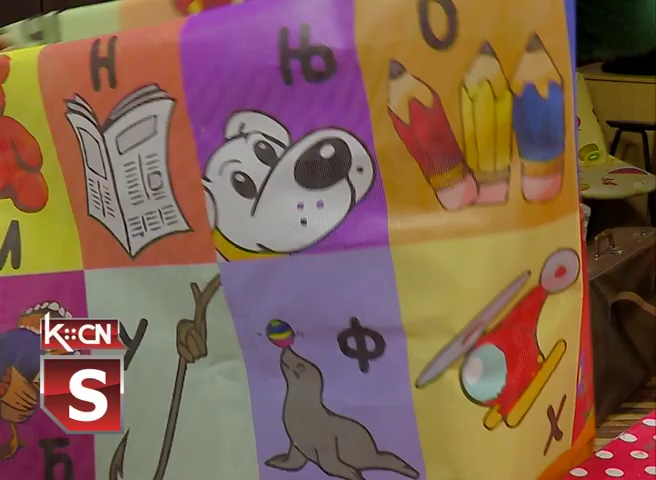 Н
Њ
О
Л
У
Ф
Х
Ћ
K::CN
S